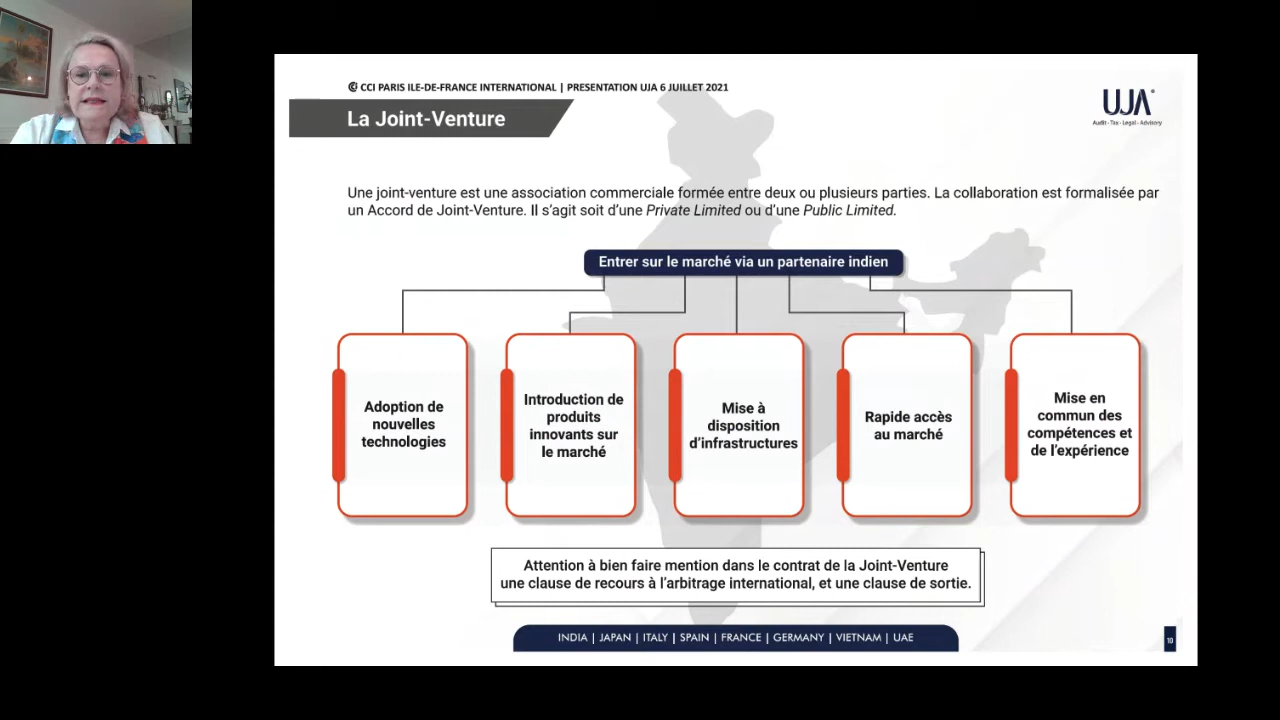 © CCI PARIS ILE-DE-FRANCE INTERNATIONAL | PRESENTATION UJA 6 JUILLET 2021
La Joint-Venture
UJA®
Audit - Tax - Legal - Advisory
Une joint-venture est une association commerciale formée entre deux ou plusieurs parties. La collaboration est formalisée par
un Accord de Joint-Venture. Il s’agit soit d’une Private Limited ou d’une Public Limited.
Entrer sur le marché via un partenaire indien
Adoption de
nouvelles
technologies
Introduction de
produits
innovants sur
le marché
Mise à
disposition
d’infrastructures
Rapide accès
au marché
Mise en
commun des
compétences et
de l’expérience
Attention à bien faire mention dans le contrat de la Joint-Venture
une clause de recours à l’arbitrage international, et une clause de sortie.
INDIA | JAPAN | ITALY | SPAIN | FRANCE | GERMANY | VIETNAM | UAE
10